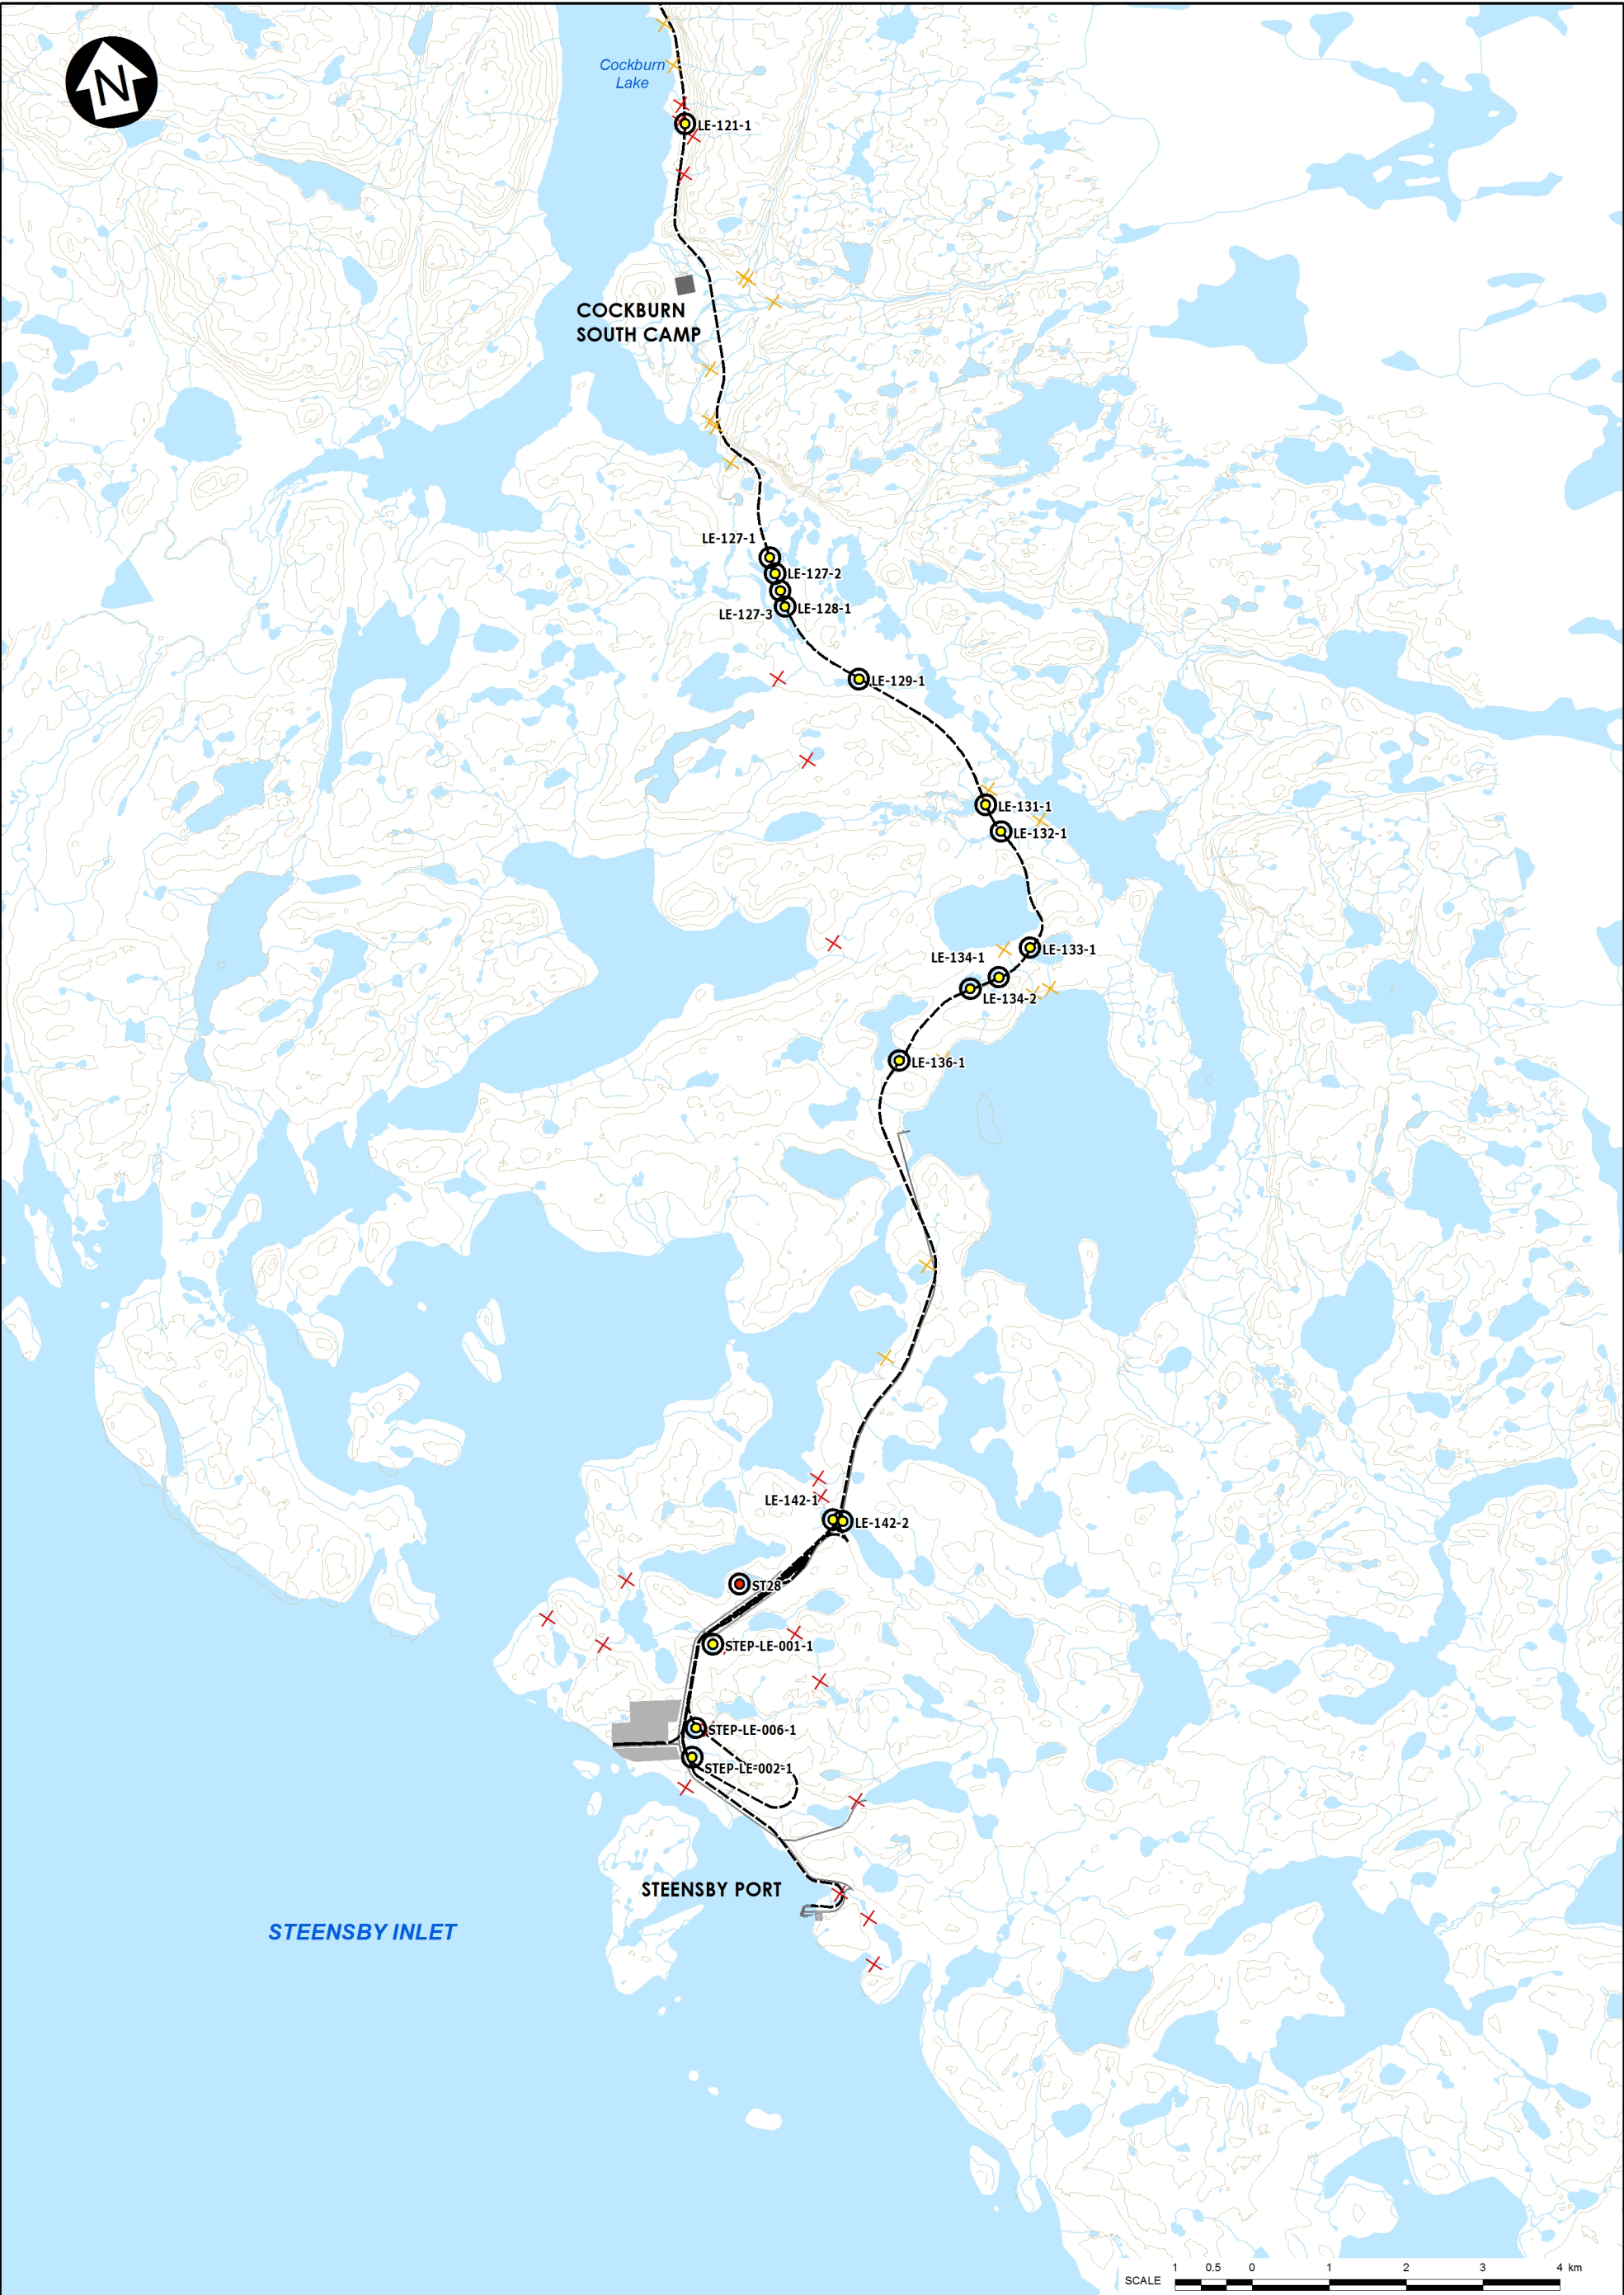 Cockburn
Lake
N
LE-121-1
COCKBURN
SOUTH CAMP
LE-127-1
LE-127-2
LE-128-1
LE-127-3
LE-129-1
LE-131-1
LE-132-1
LE-133-1
LE-134-1
LE-134-2
LE-136-1
LE-142-1
LE-142-2
ST28
STEP-LE-001-1
STEP-LE-006-1
STEP-LE-002-1
STEENSBY PORT
STEENSBY INLET
1 0.5 0 1 2 3 4 km
SCALE